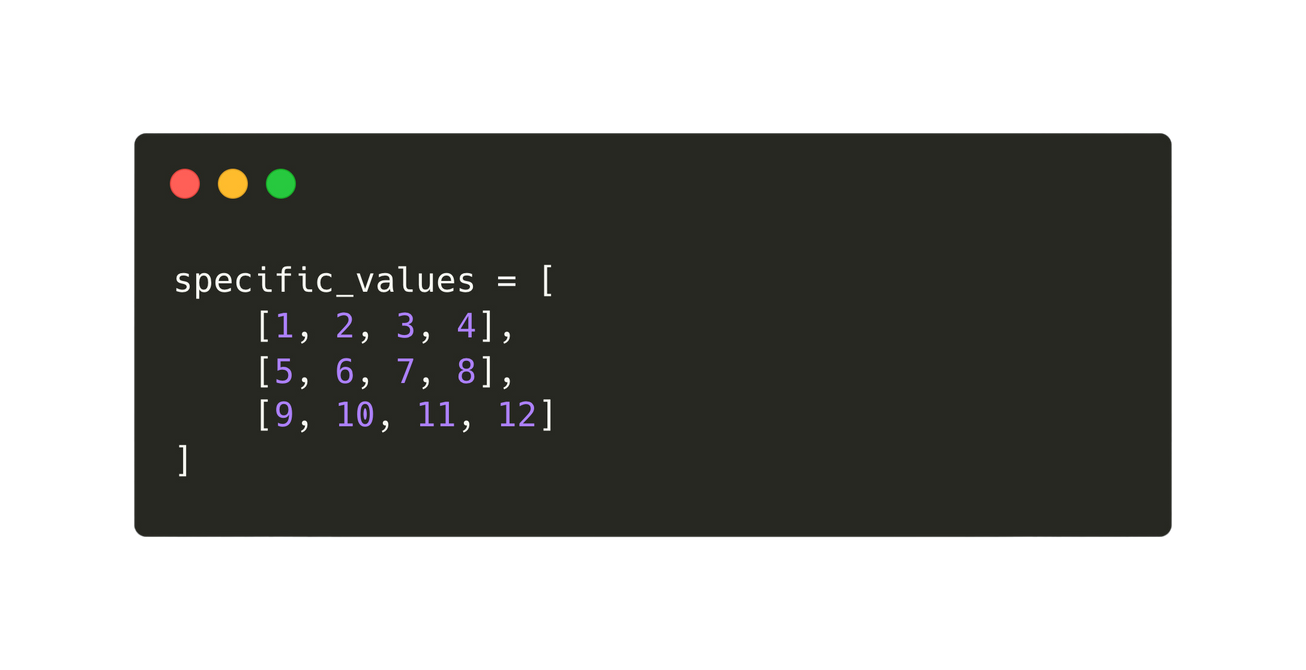 specific_values = [
    [1, 2, 3, 4],
    [5, 6, 7, 8],
    [9, 10, 11, 12]
]